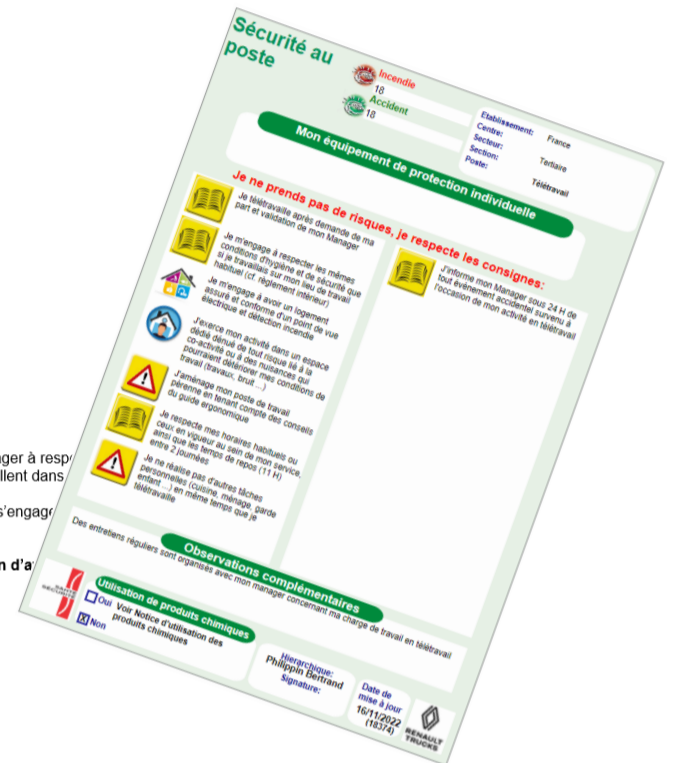 Sécurité au
poste
Incendie
18
Accident
18
Etablissement: France
Centre:
Secteur: Tertiaire
Section:
Poste: Télétravail
Mon équipement de protection individuelle
Je ne prends pas de risques, je respecte les consignes:
Je télétravaille après demande de ma
part et validation de mon Manager
Je m'engage à respecter les mêmes
conditions d'hygiène et de sécurité que
si je travaillais sur mon lieu de travail
habituel (cf. règlement intérieur)
Je m'engage à avoir un logement
assuré et conforme d'un point de vue
électrique et détection incendie
J'exerce mon activité dans un espace
dédié dénué de tout risque lié à la
co-activité ou à des nuisances qui
pourraient détériorer mes conditions de
travail (travaux, bruit ...)
J'aménage mon poste de travail
pérenne en tenant compte des conseils
du guide ergonomique
Je respecte mes horaires habituels ou
ceux en vigueur au sein de mon service,
ainsi que les temps de repos (11 H)
entre 2 journées
Je ne réalise pas d'autres tâches
personnelles (cuisine, ménage, garde
enfant ...) en même temps que je
télétravaille
J'informe mon Manager sous 24 H de
tout événement accidentel survenu à
l'occasion de mon activité en télétravail
Observations complémentaires
Des entretiens réguliers sont organisés avec mon manager concernant ma charge de travail en télétravail
SANTÉ
SÉCURITÉ
Utilisation de produits chimiques
Oui Voir Notice d'utilisation des
X Non produits chimiques
Hierarchique:
Philippin Bertrand
Signature:
Date de
mise à jour
16/11/2022
(18374)
RENAULT
TRUCKS
ager à resp
llent dans
s'engage
n d'a